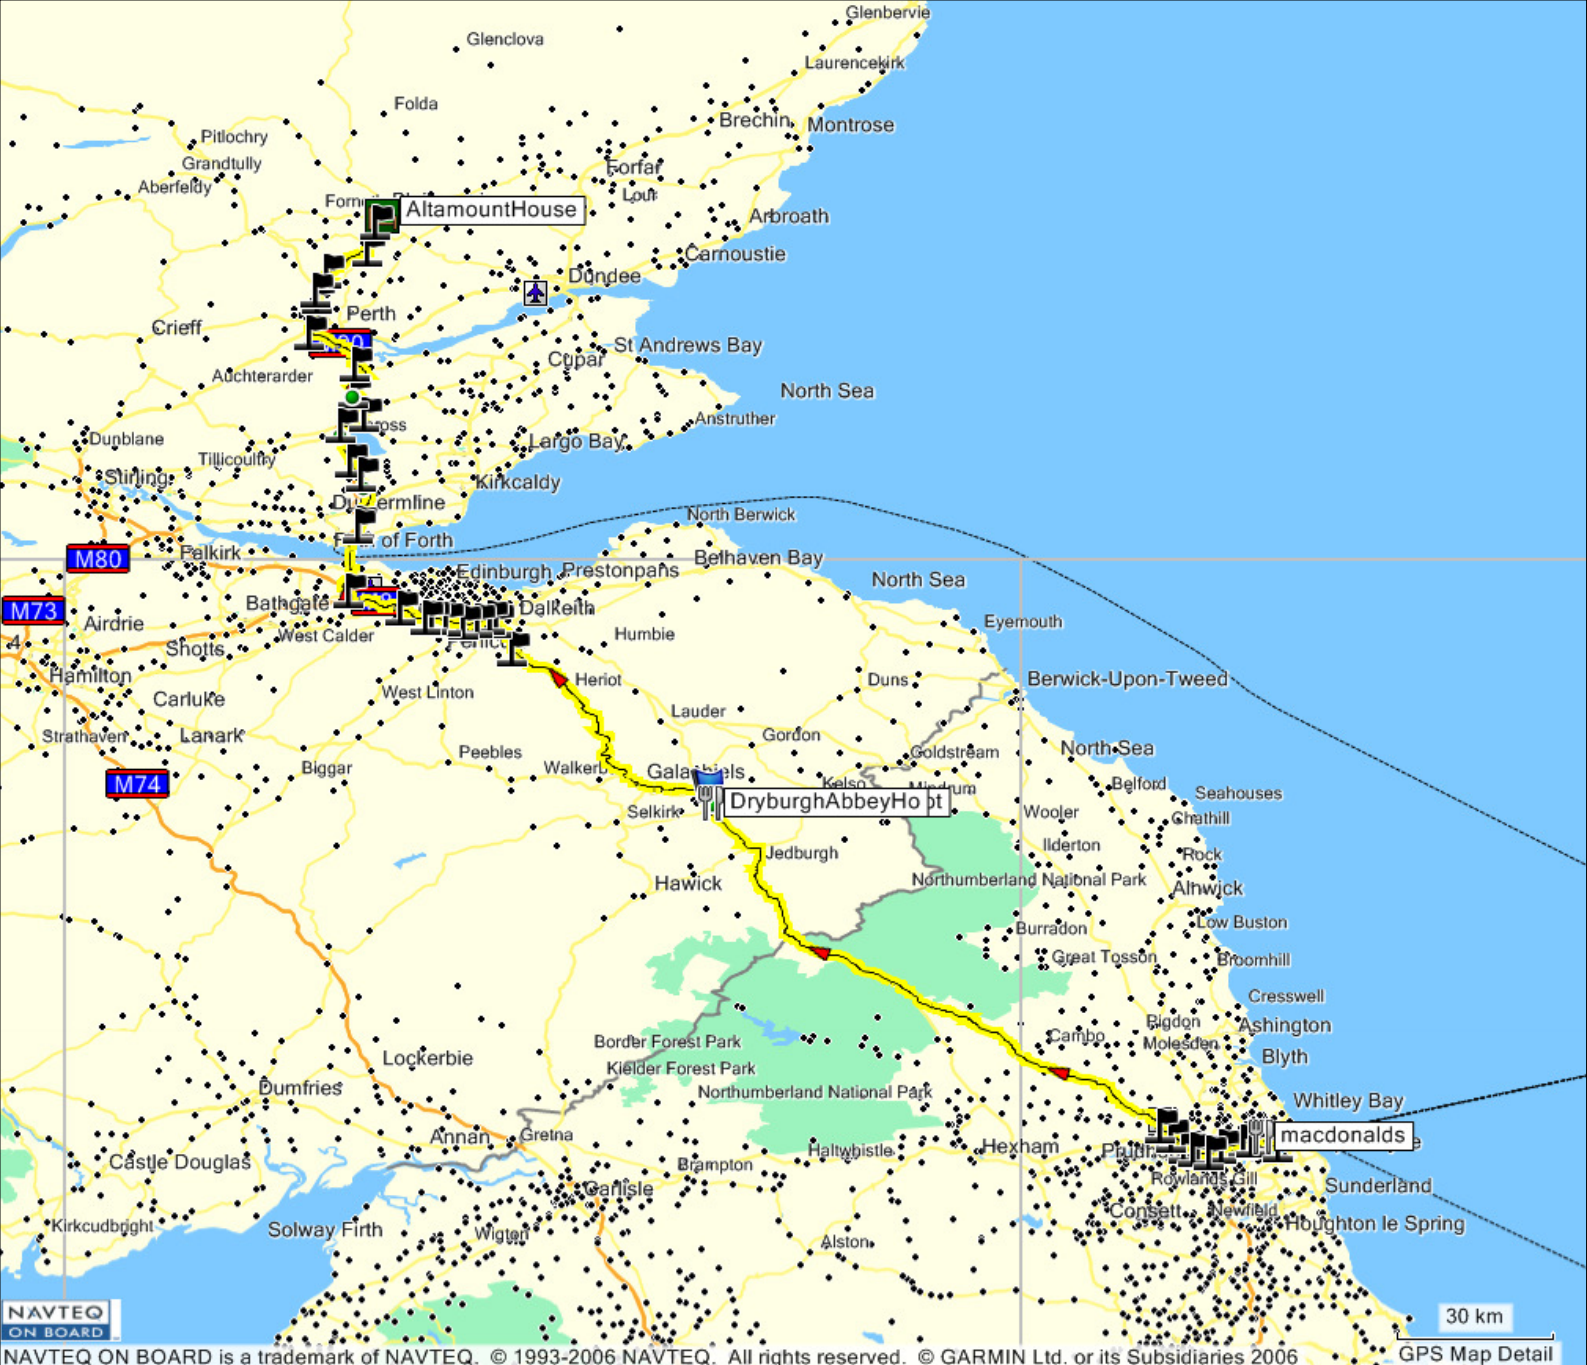 Glenbervie
Glenclova
Laurencekirk
Folda
Brechin
Montrose
Pitlochry
Grandtully
Forfar
Aberfeldy
Lour
AltamountHouse
Arbroath
Carnoustie
Dundee
Perth
Crieff
St Andrews Bay
Cupar
Auchterarder
North Sea
Anstruther
Dunblane
Largo Bay
Tillicoultry
Stirling
Kirkcaldy
North Berwick
of Forth
M80
Falkirk
Belhaven Bay
Edinburgh
Prestonpans
North Sea
M73
Bathgate
Dalkeith
Airdrie
Eyemouth
4
West Calder
Humbie
Shotts
Hamilton
Heriot
Duns
Berwick-Upon-Tweed
Carluke
West Linton
Lauder
Strathaven
Lanark
Gordon
North Sea
Peebles
Goldstream
Biggar
Galashiels
M74
Kelso
Mindrum
Belford
Seahouses
DryburghAbbeyHo pt
Selkirk
Wooler
Chathill
Ilderton
Jedburgh
Rock
Hawick
Northumberland National Park
Alnwick
Low Buston
Burradon
Great Tosson
Broomhill
Cresswell
Rigdon
Ashington
Border Forest Park
Cambo
Molesden
Lockerbie
Blyth
Kielder Forest Park
Dumfries
Northumberland National Park
Whitley Bay
Annan
Gretna
macdonalds
Hexham
Haltwhistle
Castle Douglas
Brampton
Rowlands Gill
Carlisle
Sunderland
Consett
Newfield
Kirkcudbright
Solway Firth
Wigton
Houghton le Spring
Alston
NAVTEQ
ON BOARD
30 km
NAVTEQ ON BOARD is a trademark of NAVTEQ. © 1993-2006 NAVTEQ. All rights reserved. © GARMIN Ltd. or its Subsidiaries 2006
GPS Map Detail